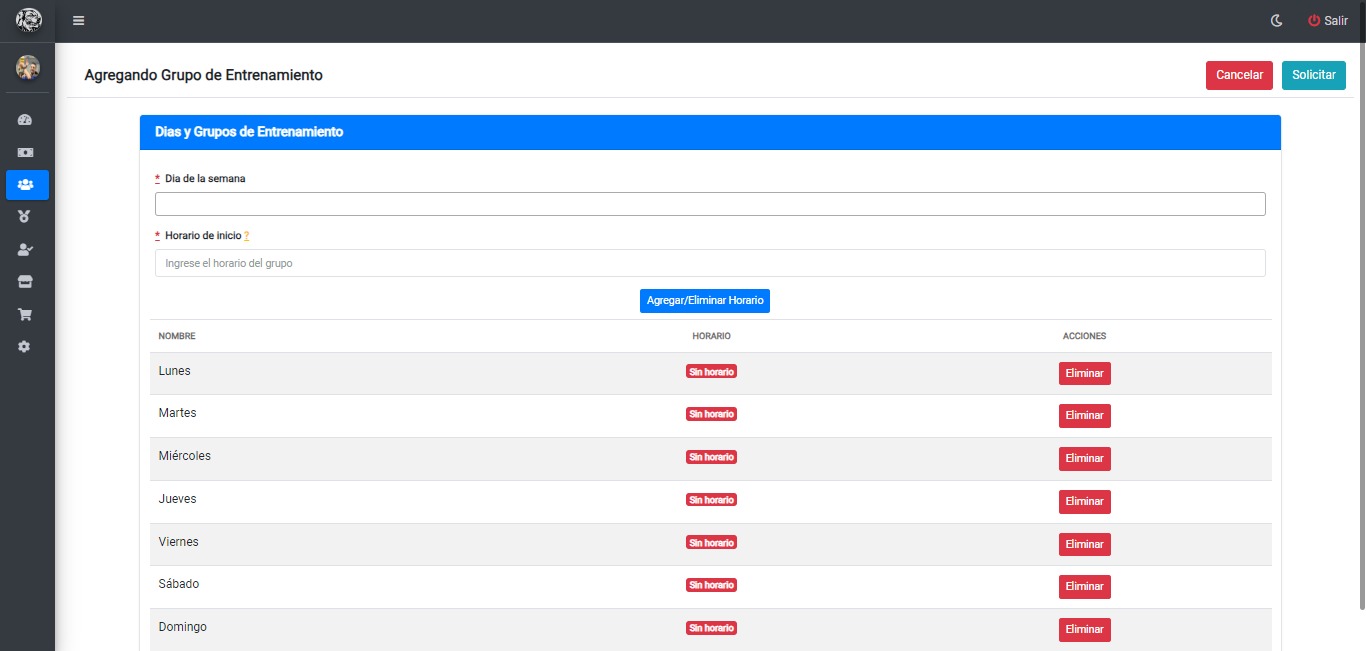 Salir
Agregando Grupo de Entrenamiento
Cancelar
Solicitar
Dias y Grupos de Entrenamiento
* Dia de la semana
* Horario de inicio ?
Ingrese el horario del grupo
Agregar/Eliminar Horario
NOMBRE HORARIO ACCIONES
Lunes Sin horario Eliminar
Martes Sin horario Eliminar
Miércoles Sin horario Eliminar
Jueves Sin horario Eliminar
Viernes Sin horario Eliminar
Sábado Sin horario Eliminar
Domingo Sin horario Eliminar